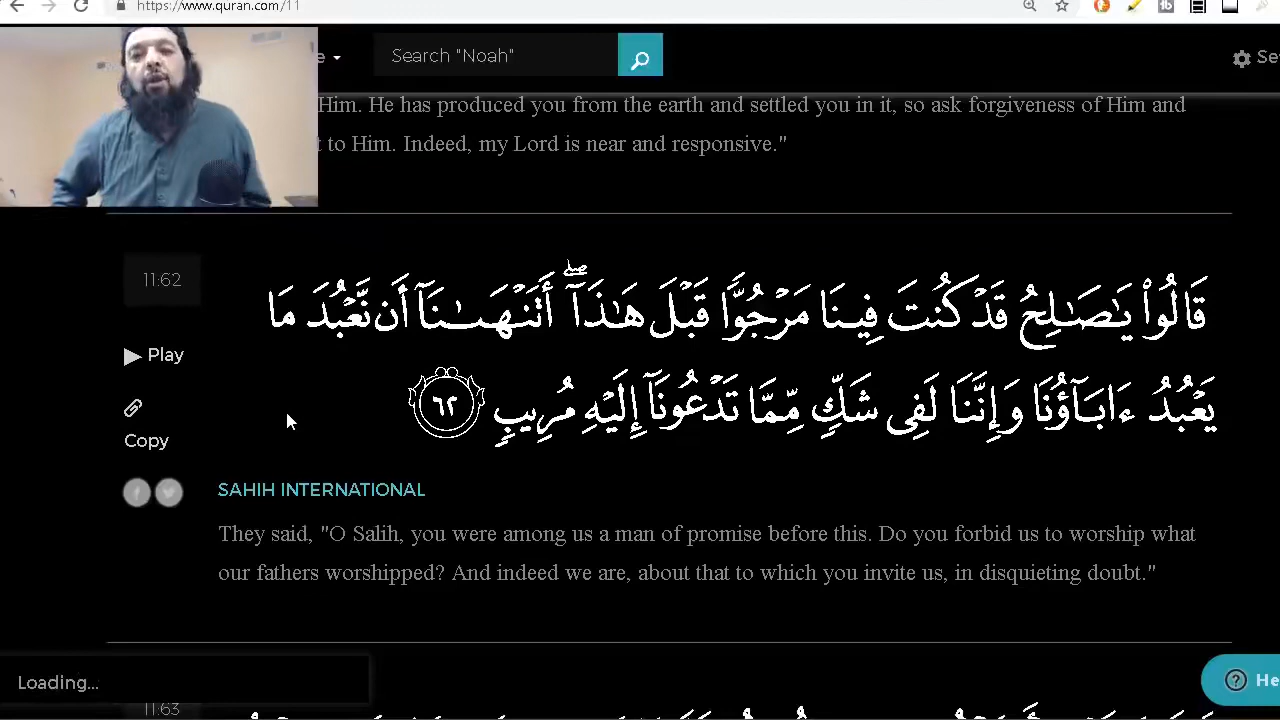 https://www.quran.com/11
e
Search "Noah"
Se
Him. He has produced you from the earth and settled you in it, so ask forgiveness of Him and
t to Him. Indeed, my Lord is near and responsive."
11:62
قَالُوا۟ يَـٰصَـٰلِحُ قَدْ كُنتَ فِينَا مَرْجُوًّا قَبْلَ هَـٰذَآ ۖ أَتَنْهَىٰنَآ أَن نَّعْبُدَ مَا
يَعْبُدُ ءَابَآؤُنَا وَإِنَّنَا لَفِى شَكٍّ مِّمَّا تَدْعُونَآ إِلَيْهِ مُرِيبٍ ٦٢
Play
Copy
SAHIH INTERNATIONAL
They said, "O Salih, you were among us a man of promise before this. Do you forbid us to worship what
our fathers worshipped? And indeed we are, about that to which you invite us, in disquieting doubt."
Loading...
He
11:63